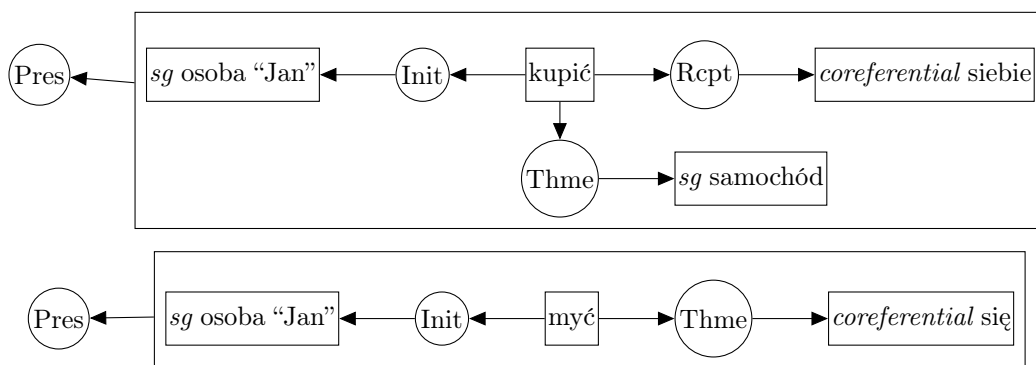 Pres sg osoba “Jan” Init kupić Rcpt coreferential siebie
Thme sg samochód
Pres sg osoba “Jan” Init myć Thme coreferential się